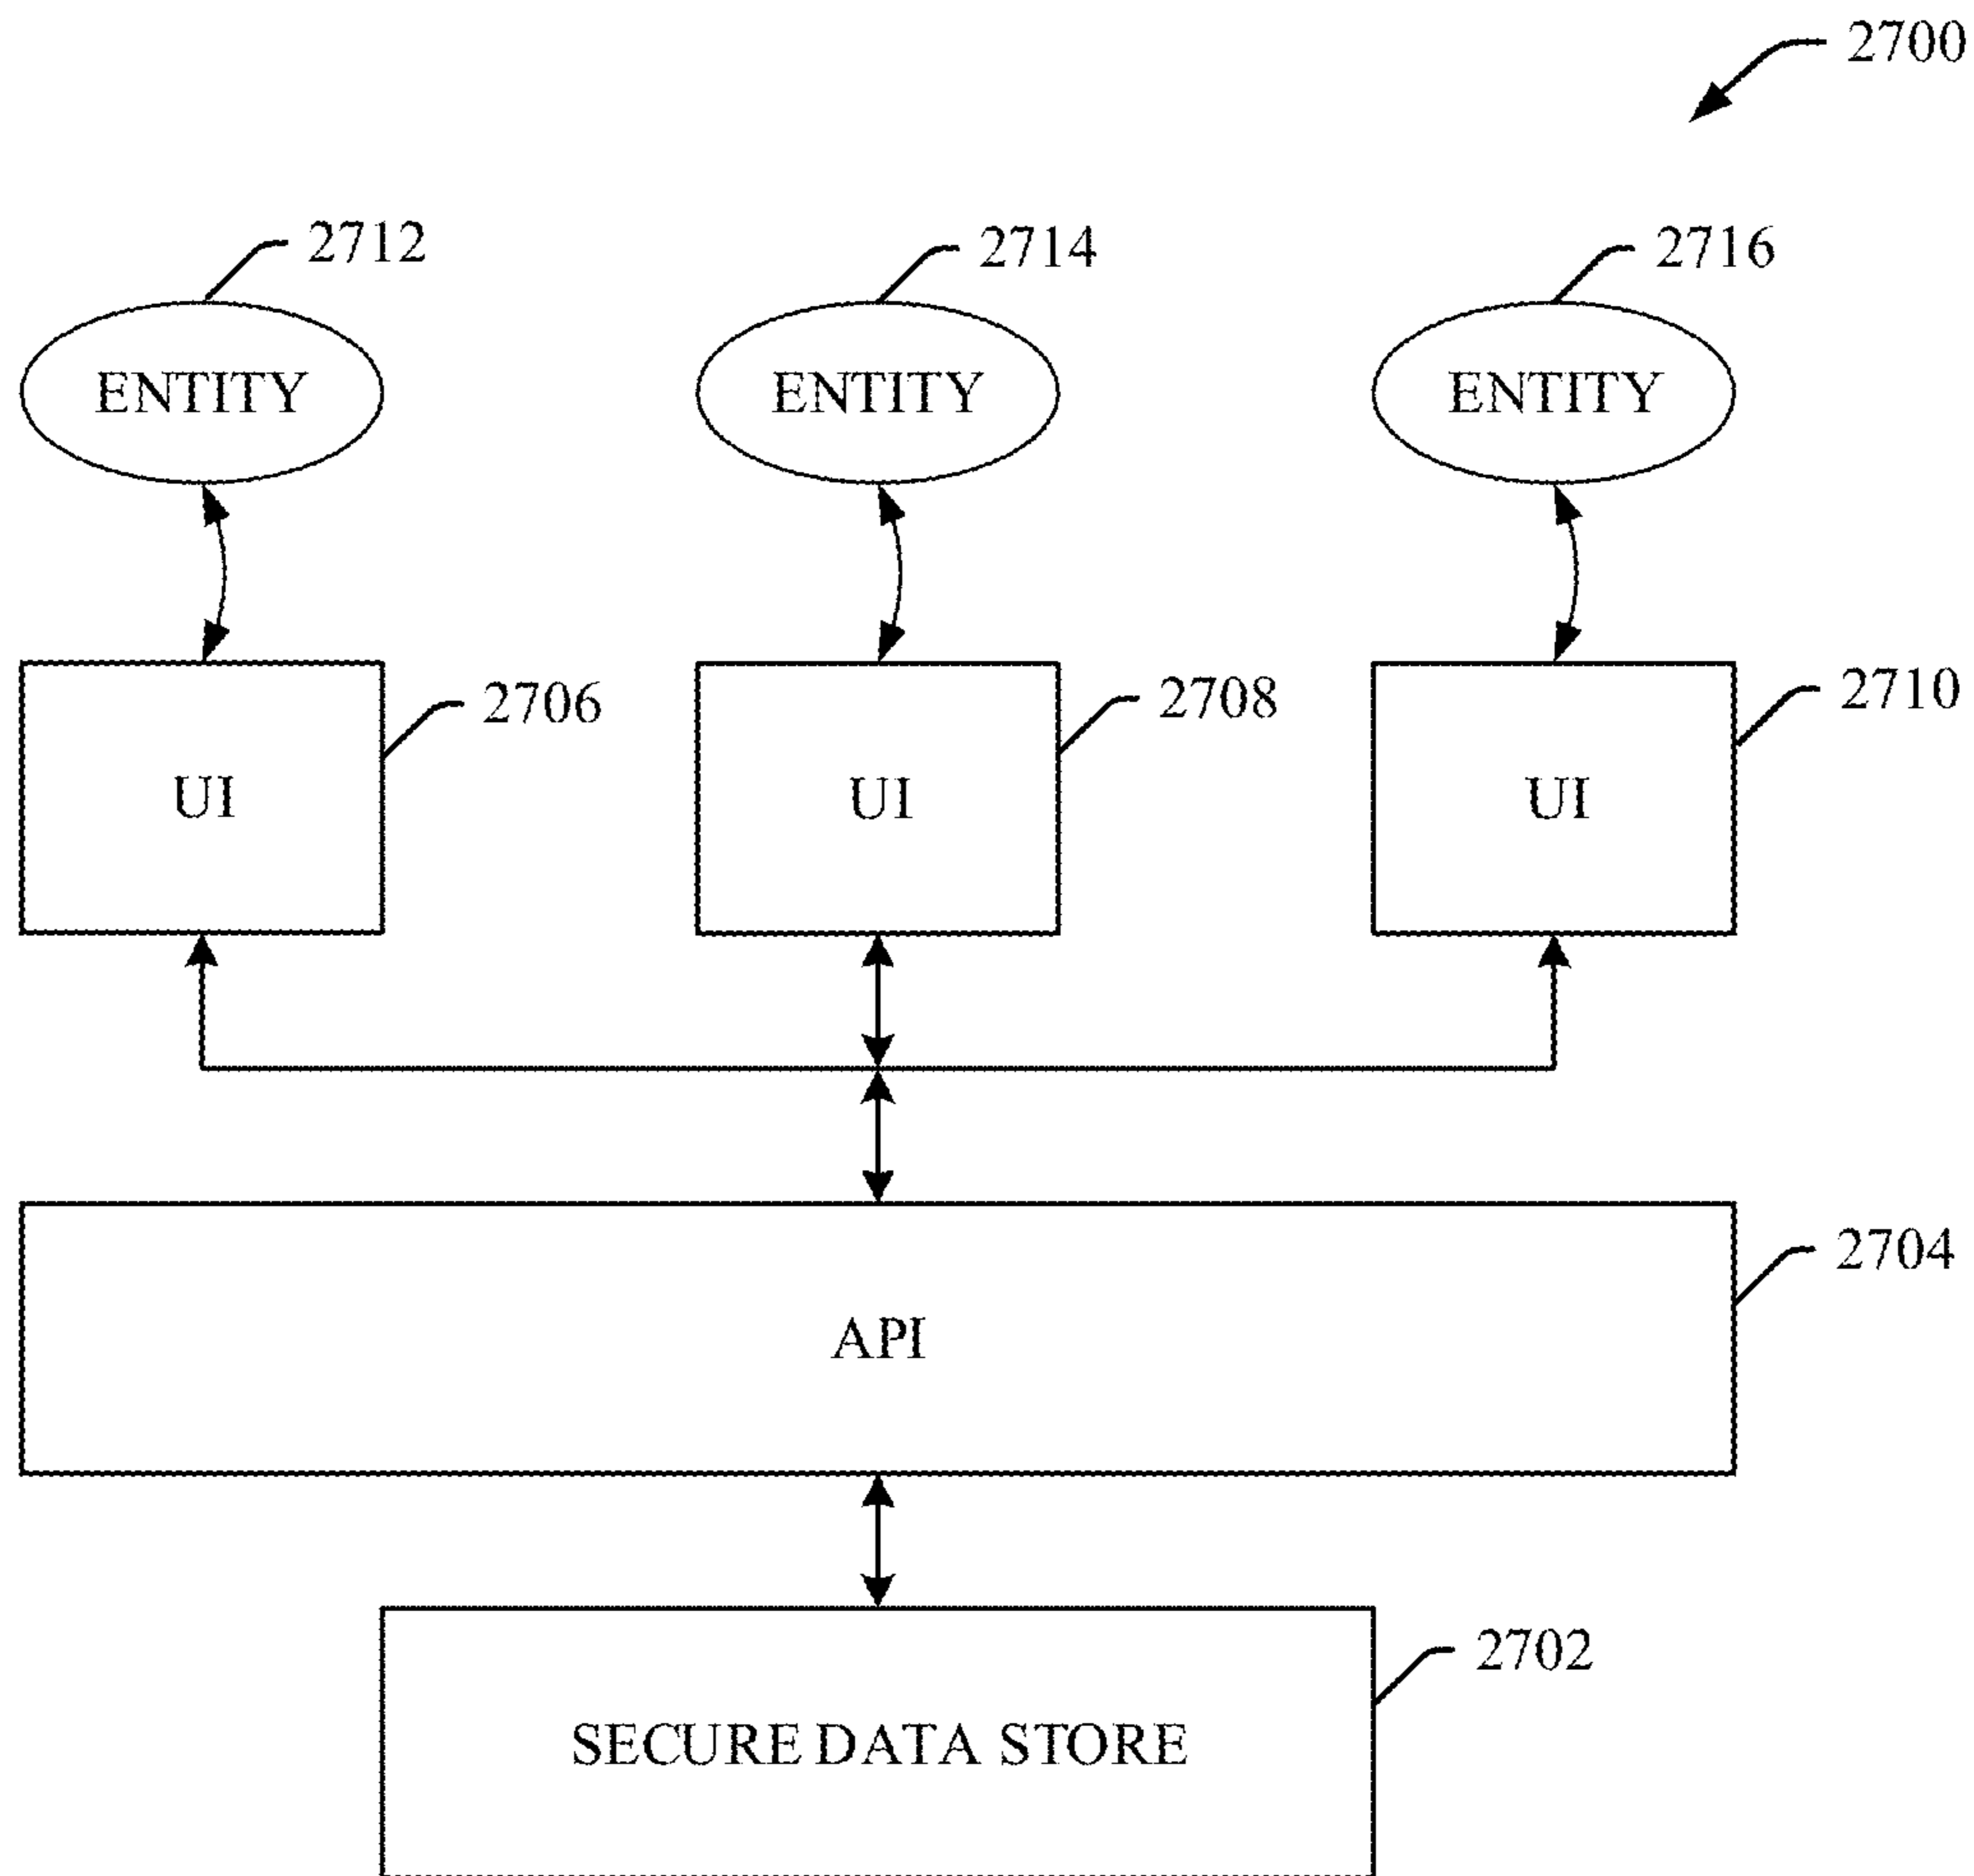 2700
2712
2714
2716
ENTITY
ENTITY
ENTITY
2706
2708
2710
UI
UI
UI
2704
API
2702
SECURE DATA STORE